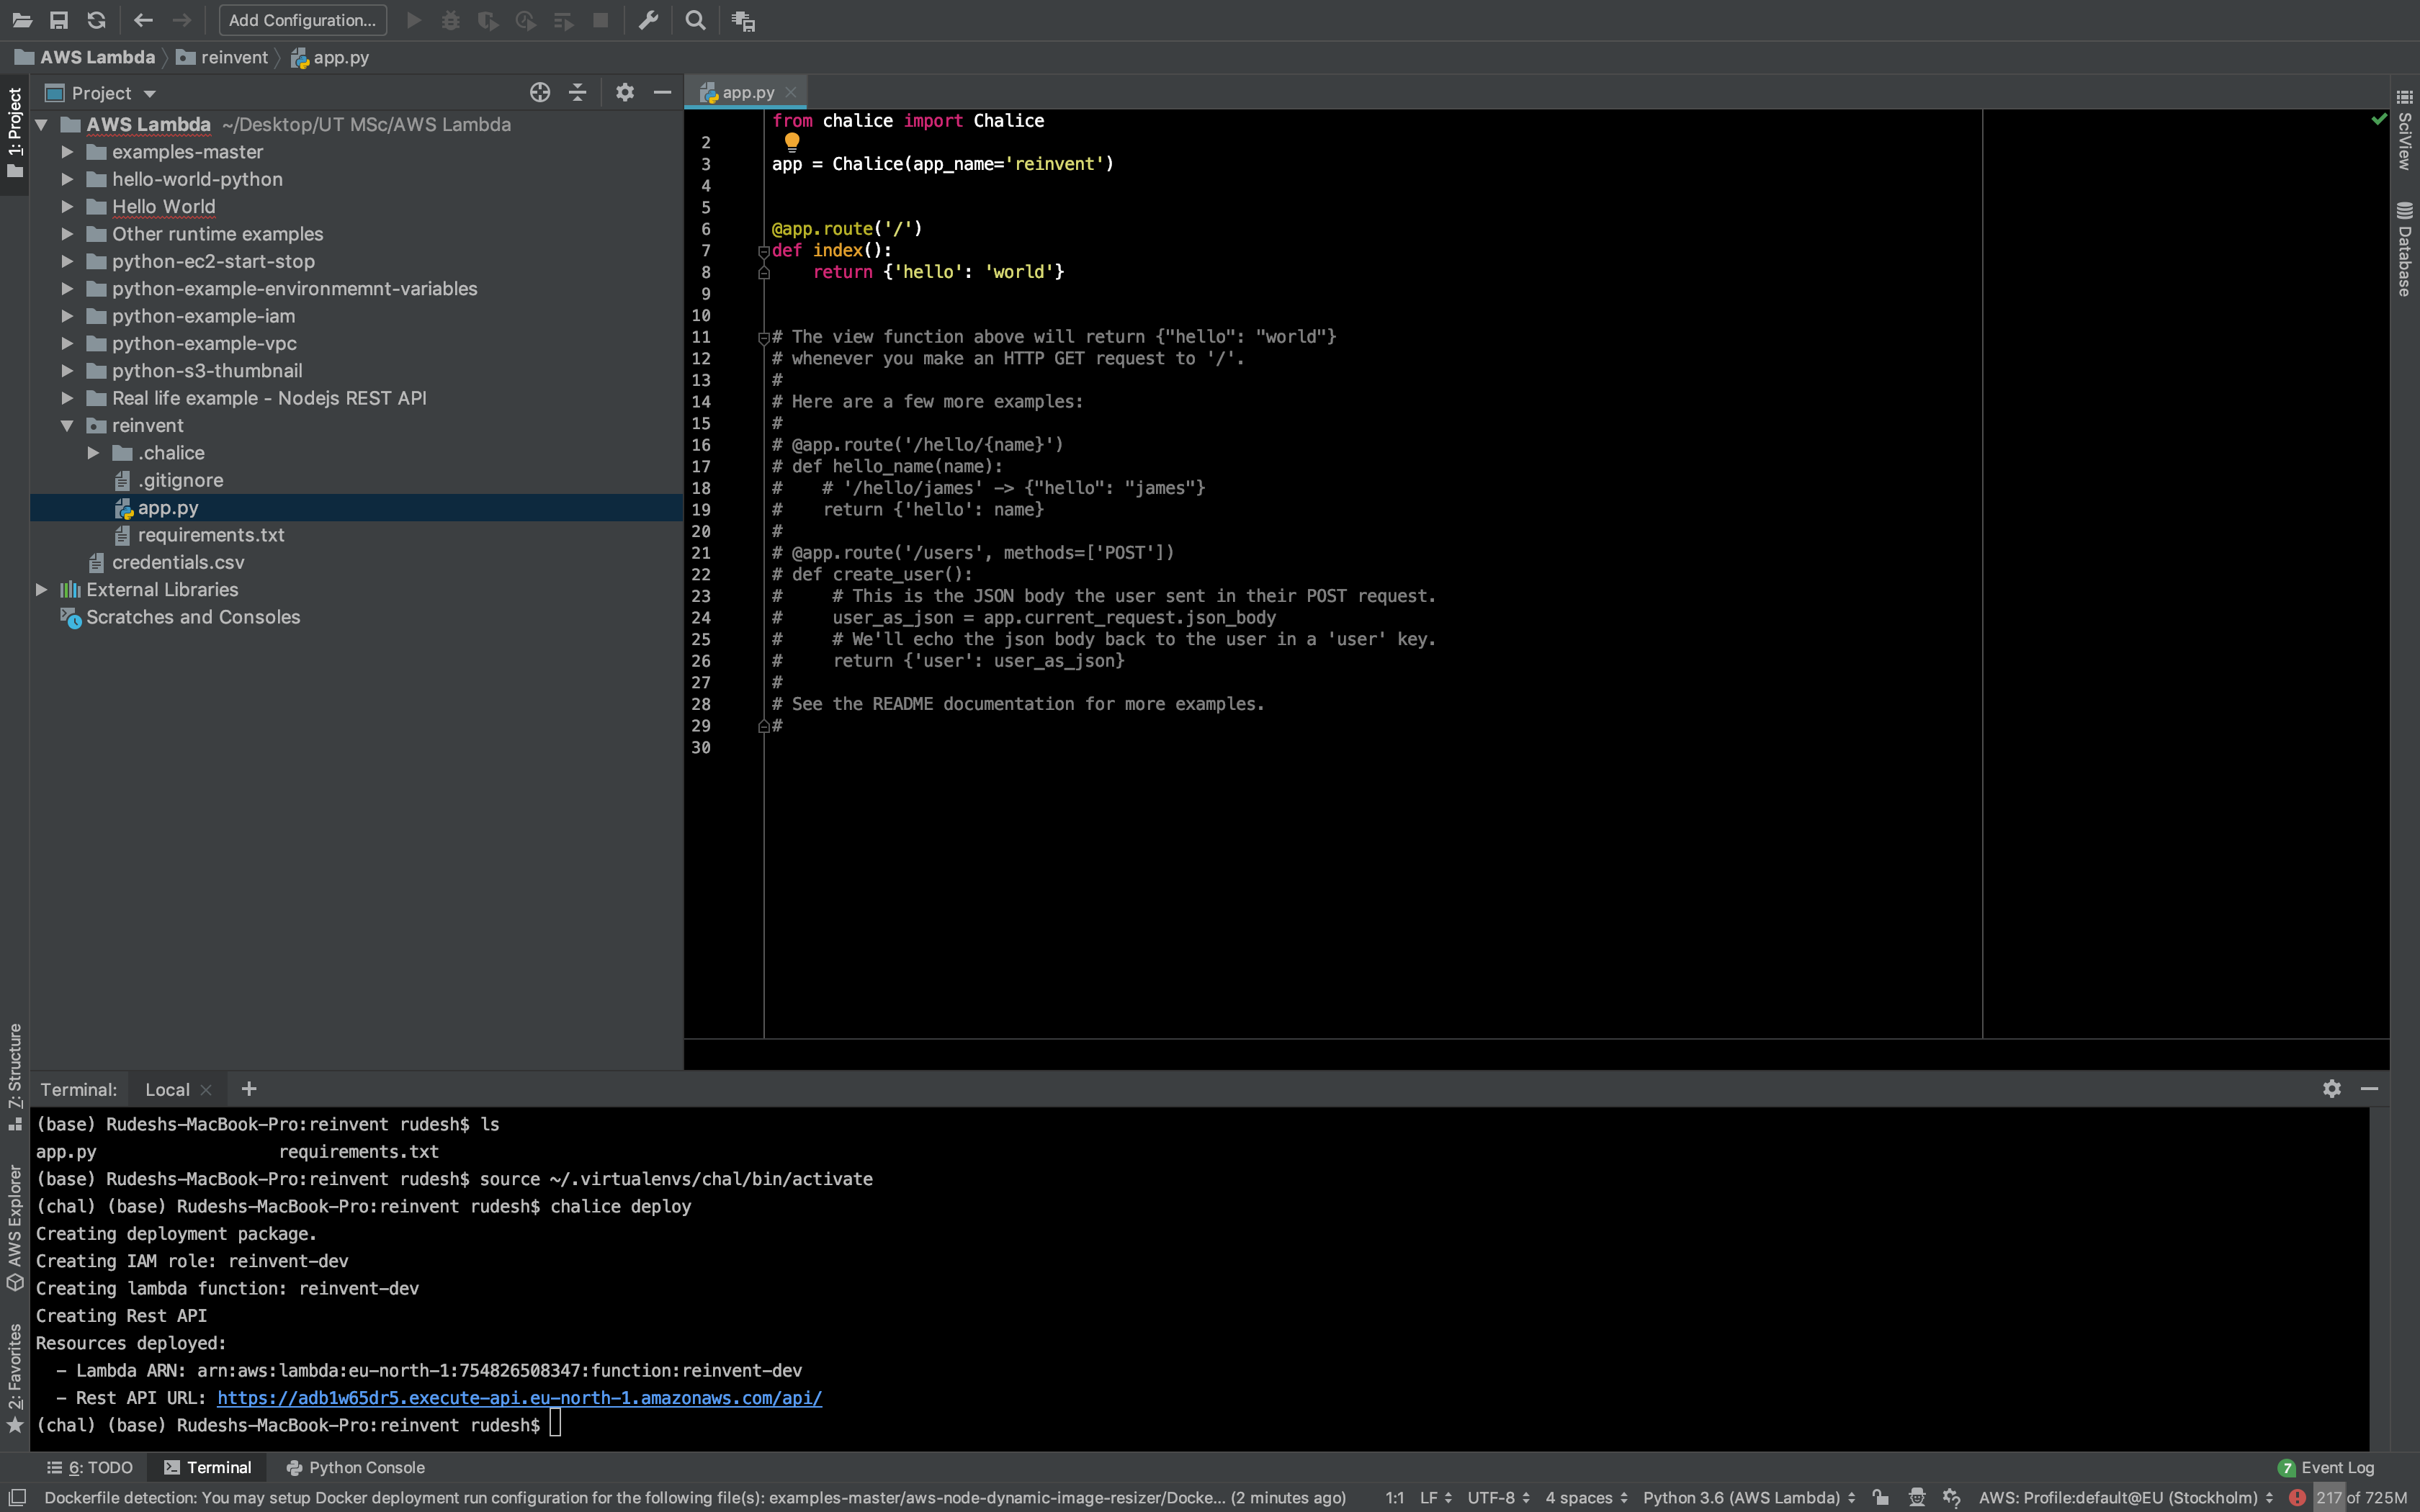 Add Configuration...
AWS Lambda reinvent app.py
1: Project
Project
app.py
AWS Lambda ~/Desktop/UT MSc/AWS Lambda
examples-master
hello-world-python
Hello World
Other runtime examples
python-ec2-start-stop
python-example-environmemnt-variables
python-example-iam
python-example-vpc
python-s3-thumbnail
Real life example - Nodejs REST API
reinvent
.chalice
.gitignore
app.py
requirements.txt
credentials.csv
External Libraries
Scratches and Consoles
from chalice import Chalice
2
3 app = Chalice(app_name='reinvent')
4
5
6 @app.route('/')
7 def index():
8     return {'hello': 'world'}
9
10
11 # The view function above will return {"hello": "world"}
12 # whenever you make an HTTP GET request to '/'.
13 #
14 # Here are a few more examples:
15 #
16 # @app.route('/hello/{name}')
17 # def hello_name(name):
18 #    # '/hello/james' -> {"hello": "james"}
19 #    return {'hello': name}
20 #
21 # @app.route('/users', methods=['POST'])
22 # def create_user():
23 #     # This is the JSON body the user sent in their POST request.
24 #     user_as_json = app.current_request.json_body
25 #     # We'll echo the json body back to the user in a 'user' key.
26 #     return {'user': user_as_json}
27 #
28 # See the README documentation for more examples.
29 #
30
SciView
Database
7: Structure
AWS Explorer
2: Favorites
Terminal: Local
(base) Rudeshs-MacBook-Pro:reinvent rudesh$ ls
app.py requirements.txt
(base) Rudeshs-MacBook-Pro:reinvent rudesh$ source ~/.virtualenvs/chal/bin/activate
(chal) (base) Rudeshs-MacBook-Pro:reinvent rudesh$ chalice deploy
Creating deployment package.
Creating IAM role: reinvent-dev
Creating lambda function: reinvent-dev
Creating Rest API
Resources deployed:
- Lambda ARN: arn:aws:lambda:eu-north-1:754826508347:function:reinvent-dev
- Rest API URL: https://adb1w65dr5.execute-api.eu-north-1.amazonaws.com/api/
(chal) (base) Rudeshs-MacBook-Pro:reinvent rudesh$
6: TODO Terminal Python Console 7 Event Log
Dockerfile detection: You may setup Docker deployment run configuration for the following file(s): examples-master/aws-node-dynamic-image-resizer/Docke... (2 minutes ago) 1:1 LF UTF-8 4 spaces Python 3.6 (AWS Lambda) AWS: Profile:default@EU (Stockholm) 217 of 725M